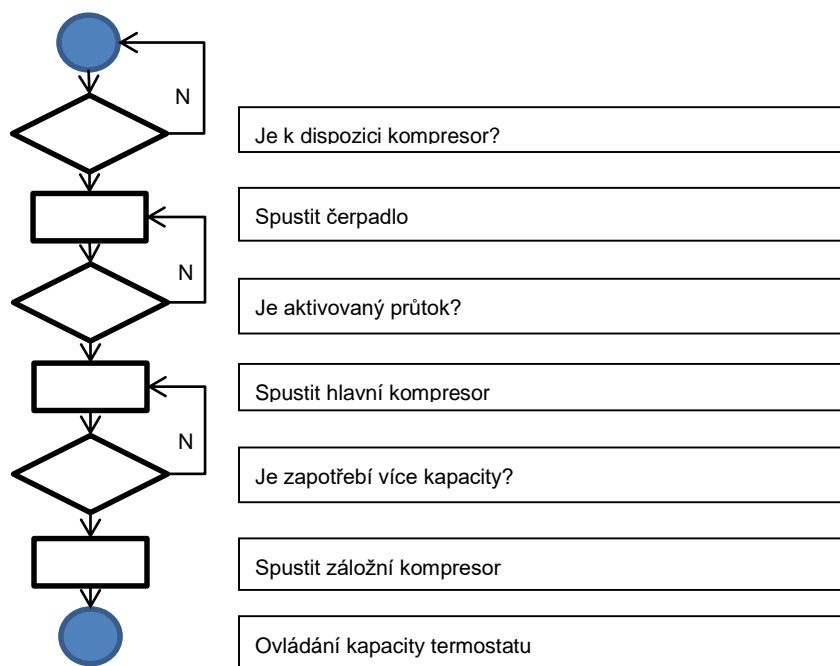 N
Je k dispozici kompresor?
Spustit čerpadlo
N
Je aktivovaný průtok?
Spustit hlavní kompresor
N
Je zapotřebí více kapacity?
Spustit záložní kompresor
Ovládání kapacity termostatu